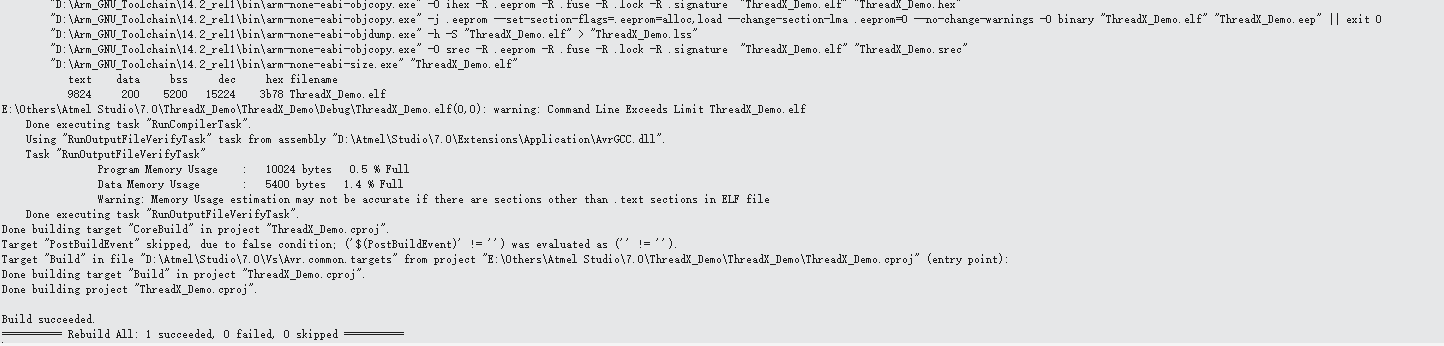 "D:\Arm_GNU_Toolchain\14.2_rel1\bin\arm-none-eabi-objcopy.exe" -O ihex -R .eeprom -R .fuse -R .lock -R .signature  "ThreadX_Demo.elf" "ThreadX_Demo.hex"
"D:\Arm_GNU_Toolchain\14.2_rel1\bin\arm-none-eabi-objcopy.exe" -j .eeprom --set-section-flags=.eeprom=alloc,load --change-section-lma .eeprom=0 --no-change-warnings -O binary "ThreadX_Demo.elf" "ThreadX_Demo.eep" || exit 0
"D:\Arm_GNU_Toolchain\14.2_rel1\bin\arm-none-eabi-objdump.exe" -h -S "ThreadX_Demo.elf" > "ThreadX_Demo.lss"
"D:\Arm_GNU_Toolchain\14.2_rel1\bin\arm-none-eabi-objcopy.exe" -O srec -R .eeprom -R .fuse -R .lock -R .signature  "ThreadX_Demo.elf" "ThreadX_Demo.srec"
"D:\Arm_GNU_Toolchain\14.2_rel1\bin\arm-none-eabi-size.exe" "ThreadX_Demo.elf"
text    data    bss    dec    hex filename
9824    200    5200    15224    3b78 ThreadX_Demo.elf
E:\Others\Atmel Studio\7.0\ThreadX_Demo\ThreadX_Demo\Debug\ThreadX_Demo.elf(0,0): warning: Command Line Exceeds Limit ThreadX_Demo.elf
Done executing task "RunCompilerTask".
Using "RunOutputFileVerifyTask" task from assembly "D:\Atmel\Studio\7.0\Extensions\Application\AvrGCC.dll".
Task "RunOutputFileVerifyTask"
Program Memory Usage    :   10024 bytes   0.5 % Full
Data Memory Usage       :   5400 bytes   1.4 % Full
Warning: Memory Usage estimation may not be accurate if there are sections other than .text sections in ELF file
Done executing task "RunOutputFileVerifyTask".
Done building target "CoreBuild" in project "ThreadX_Demo.cproj".
Target "PostBuildEvent" skipped, due to false condition; ('$(PostBuildEvent)' != '') was evaluated as ('' != '').
Target "Build" in file "D:\Atmel\Studio\7.0\Vs\Avr.common.targets" from project "E:\Others\Atmel Studio\7.0\ThreadX_Demo\ThreadX_Demo\ThreadX_Demo.cproj" (entry point):
Done building target "Build" in project "ThreadX_Demo.cproj".
Done building project "ThreadX_Demo.cproj".
Build succeeded.
========== Rebuild All: 1 succeeded, 0 failed, 0 skipped ==========